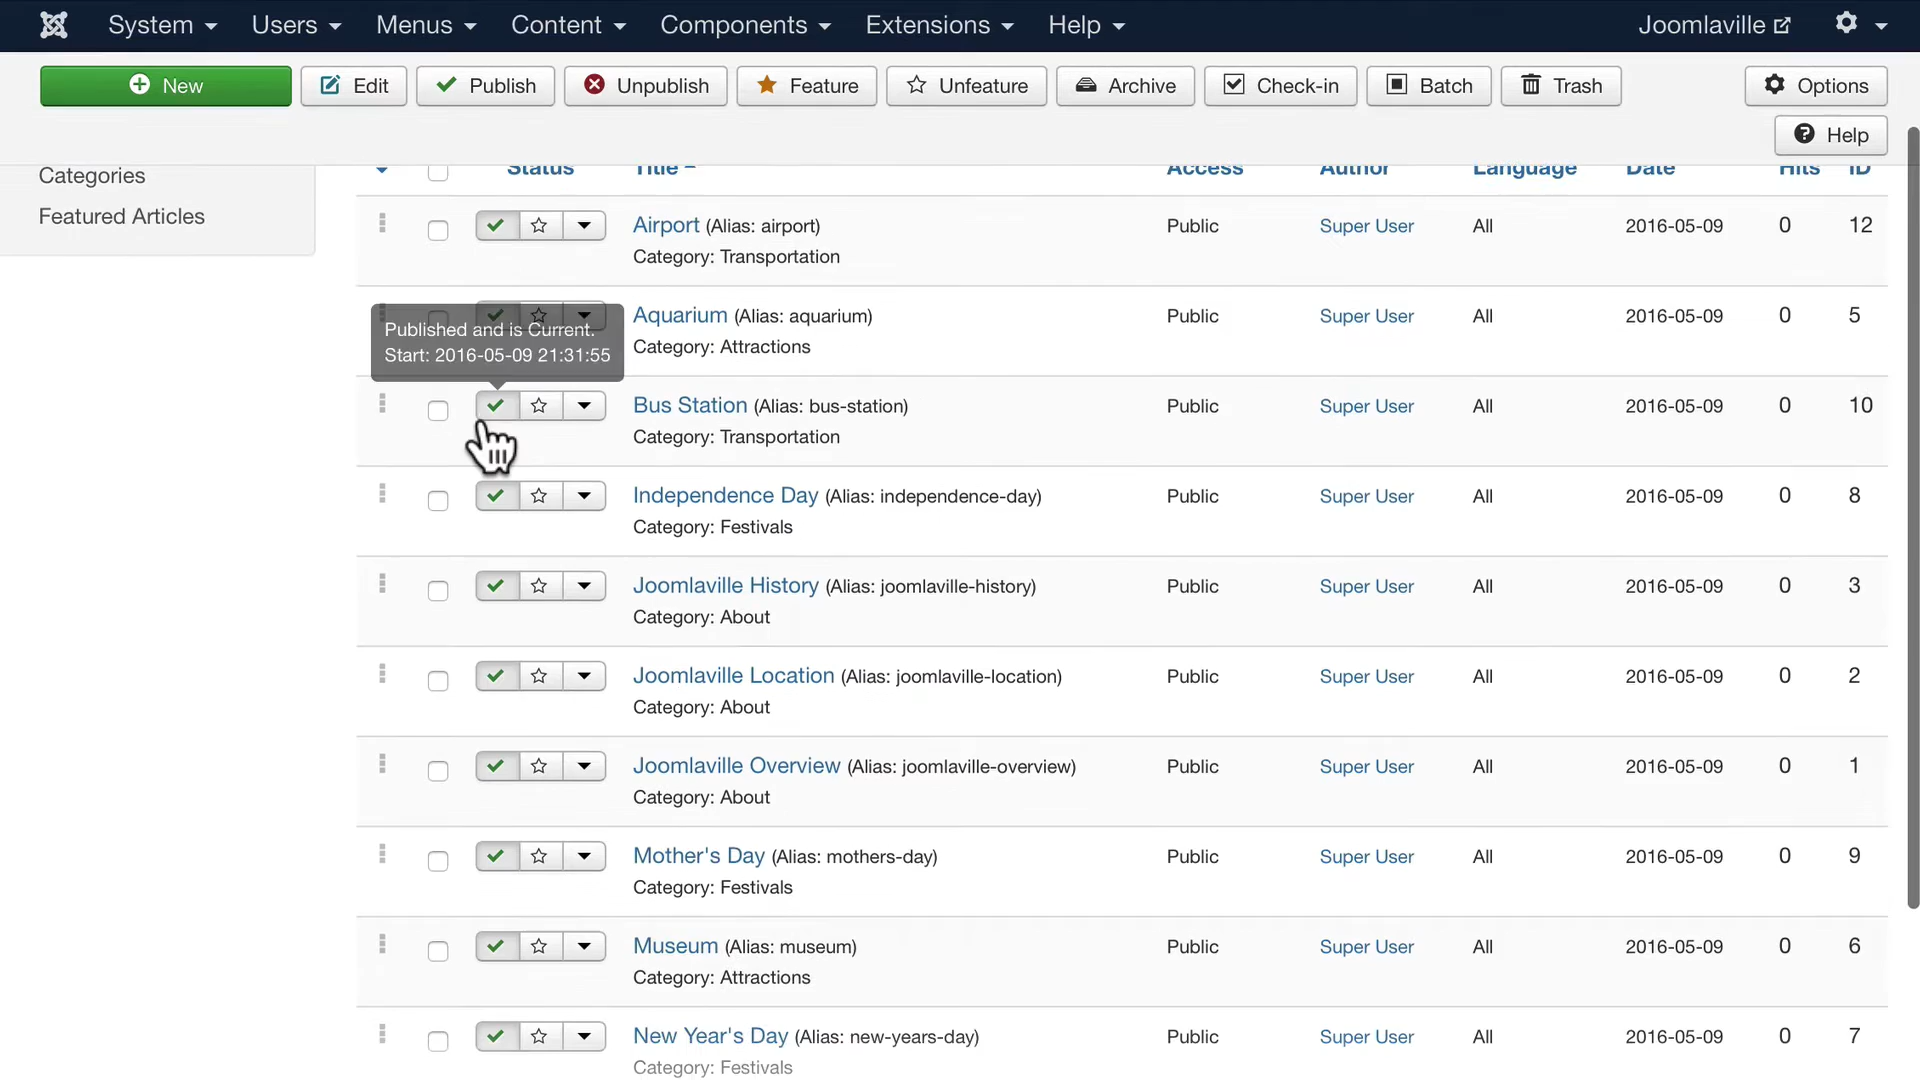 System Users Menus Content Components Extensions Help Joomlaville
New Edit Publish Unpublish Feature Unfeature Archive Check-in Batch Trash Options
Help
Categories
Featured Articles
Status Title Access Author Language Date Hits ID
Airport (Alias: airport) Public Super User All 2016-05-09 0 12
Category: Transportation
Aquarium (Alias: aquarium) Public Super User All 2016-05-09 0 5
Category: Attractions
Published and is Current.
Start: 2016-05-09 21:31:55
Bus Station (Alias: bus-station) Public Super User All 2016-05-09 0 10
Category: Transportation
Independence Day (Alias: independence-day) Public Super User All 2016-05-09 0 8
Category: Festivals
Joomlaville History (Alias: joomlaville-history) Public Super User All 2016-05-09 0 3
Category: About
Joomlaville Location (Alias: joomlaville-location) Public Super User All 2016-05-09 0 2
Category: About
Joomlaville Overview (Alias: joomlaville-overview) Public Super User All 2016-05-09 0 1
Category: About
Mother's Day (Alias: mothers-day) Public Super User All 2016-05-09 0 9
Category: Festivals
Museum (Alias: museum) Public Super User All 2016-05-09 0 6
Category: Attractions
New Year's Day (Alias: new-years-day) Public Super User All 2016-05-09 0 7
Category: Festivals